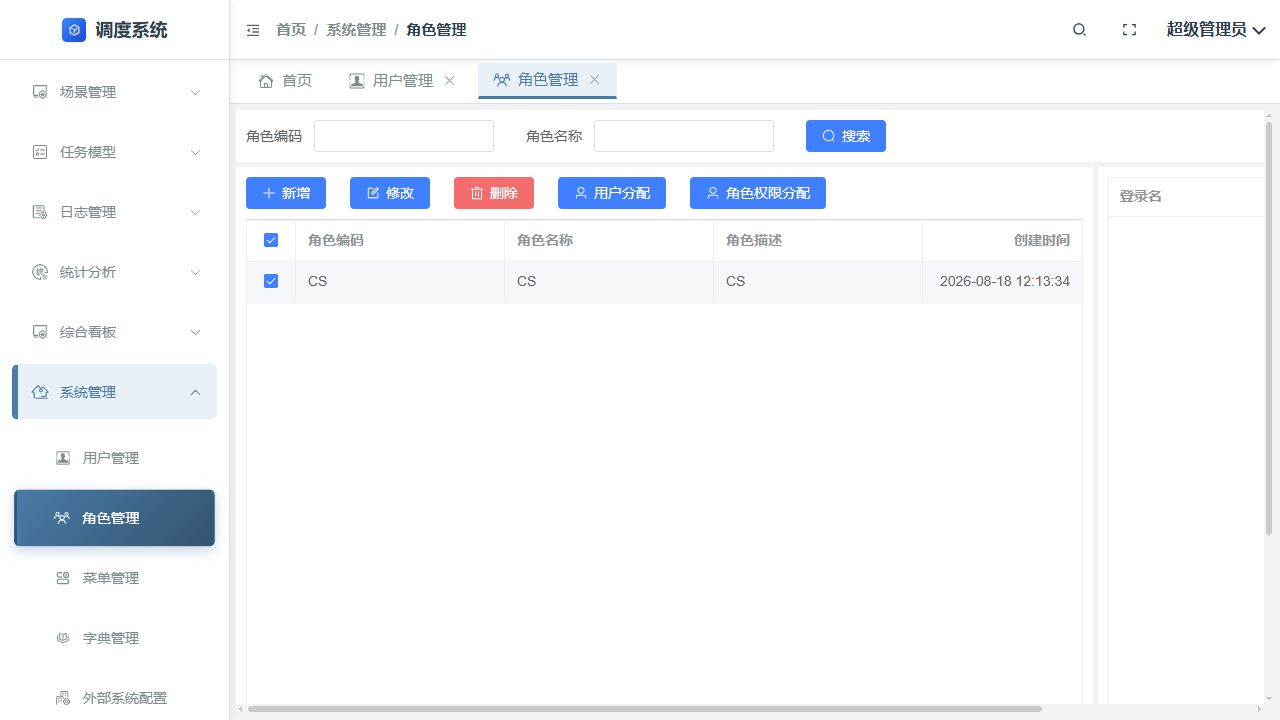 调度系统
首页 / 系统管理 / 角色管理
超级管理员
首页
用户管理
角色管理
场景管理
任务模型
日志管理
统计分析
综合看板
系统管理
用户管理
角色管理
菜单管理
字典管理
外部系统配置
角色编码
角色名称
搜索
新增 修改 删除 用户分配 角色权限分配
角色编码 角色名称 角色描述 创建时间
CS CS CS 2026-08-18 12:13:34
登录名